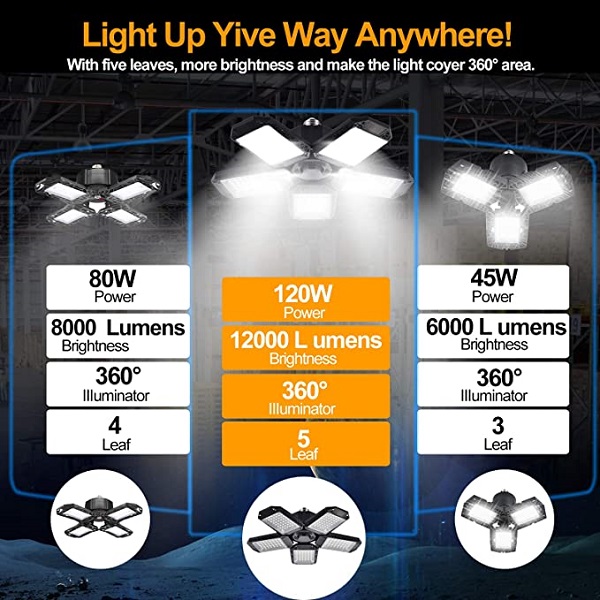 Light Up Yive Way Anywhere!
With five leaves, more brightness and make the light coyer 360° area.
80W
Power
8000 Lumens
Brightness
360°
Illuminator
4
Leaf
120W
Power
12000 L umens
Brightness
360°
Illuminator
5
Leaf
45W
Power
6000 L umens
Brightness
360°
Illuminator
3
Leaf